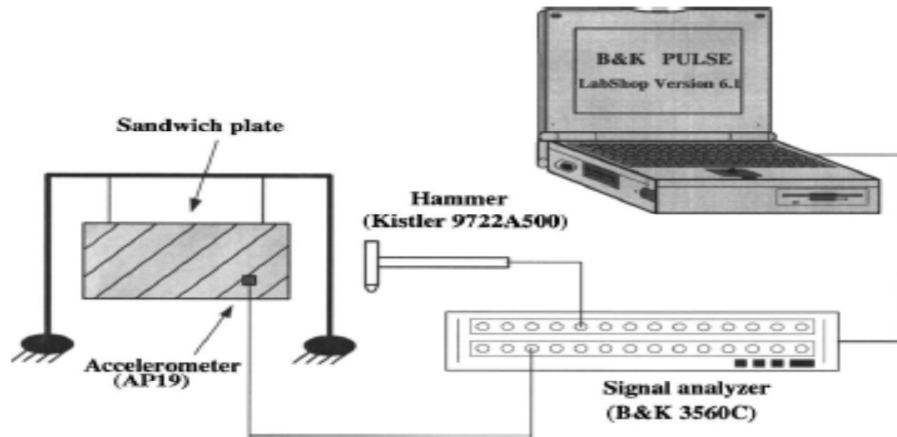 B&K PULSE
LabShop Version 6.1
Sandwich plate
Hammer
(Kistler 9722A500)
Accelerometer
(AP19)
Signal analyzer
(B&K 3560C)